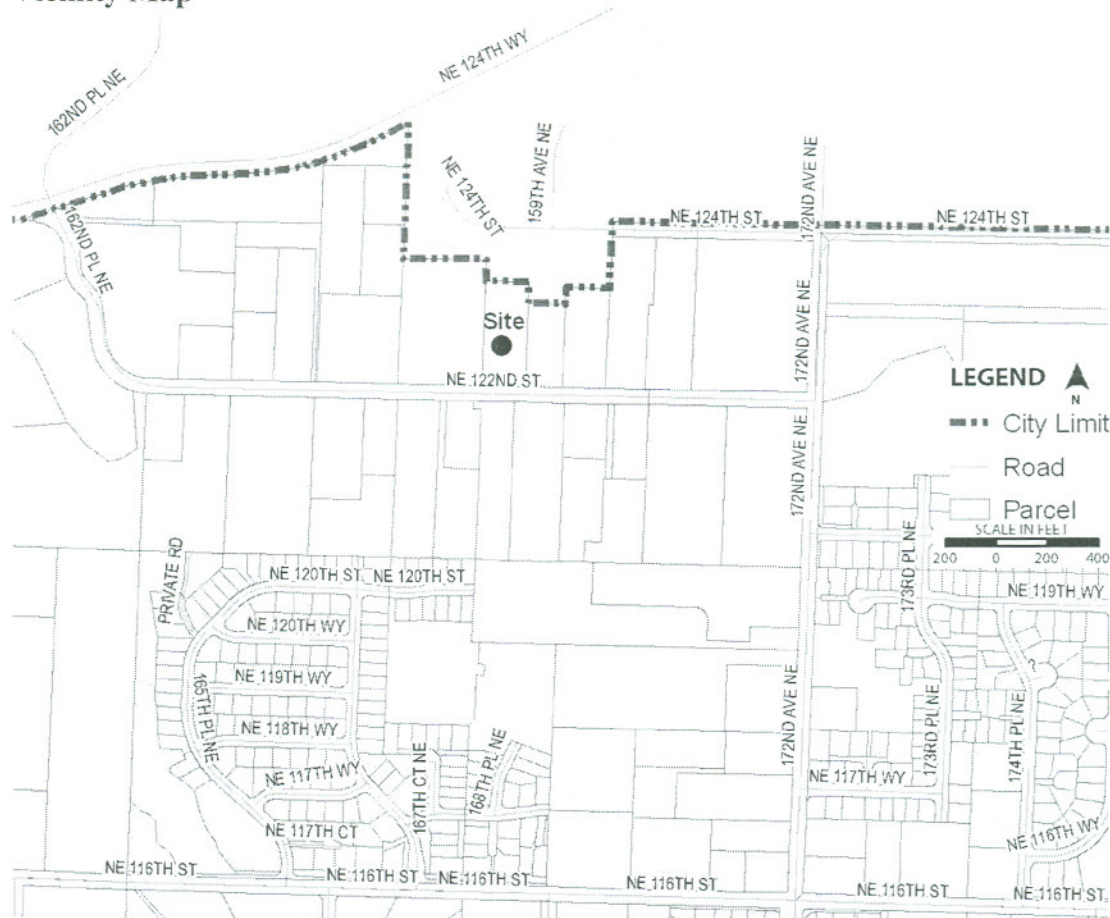 Vicinity Map
NE 124TH WY
162ND PL NE
159TH AVE NE
NE 124TH ST
172ND AVE NE
162ND PL NE
NE 124TH ST
NE 124TH ST
Site
172ND AVE NE
NE 122ND ST
LEGEND
N
City Limit
Road
Parcel
SCALE IN FEET
200 0 200 400
172ND AVE NE
PRIVATE RD
NE 120TH ST
NE 120TH ST
173RD PL NE
NE 119TH WY
NE 120TH WY
NE 119TH WY
165TH PL NE
NE 118TH WY
?
172ND AVE NE
173RD PL NE
174TH PL NE
NE 117TH WY
167TH CT NE
168TH PL NE
NE 117TH WY
NE 117TH CT
NE 116TH WY
NE 116TH ST
NE 116TH ST
NE 116TH ST
NE 116TH ST
NE 116TH ST
NE 116TH ST